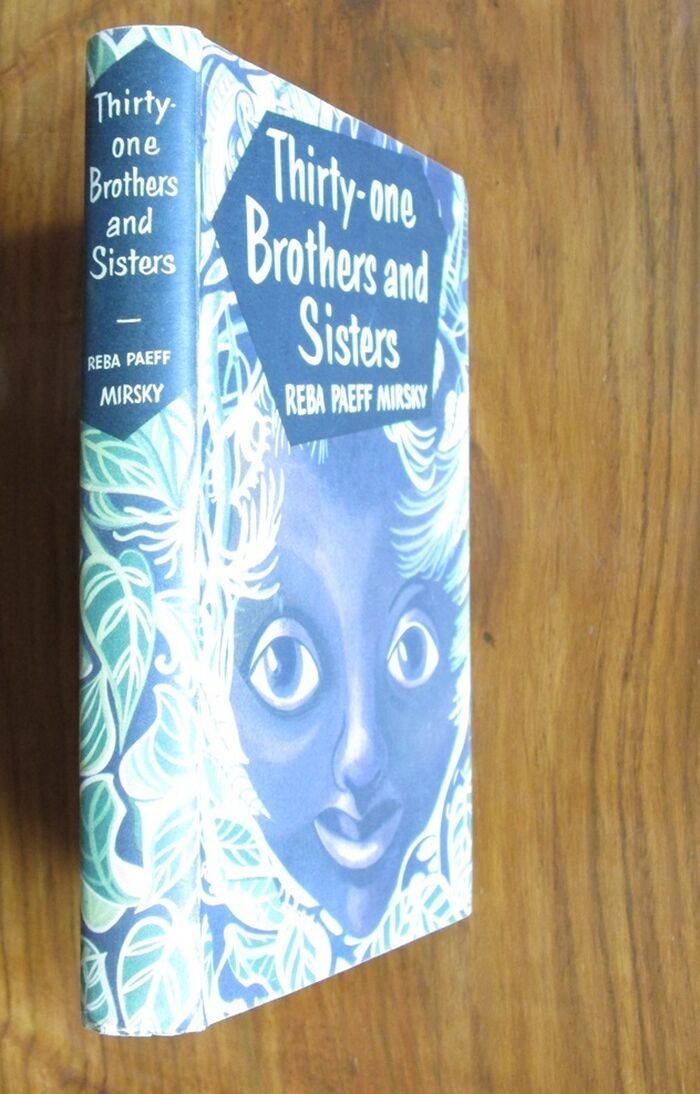 Thirty-
one
Brothers
and
Sisters
—
REBA PAEFF
MIRSKY
Thirty-one
Brothers and
Sisters
REBA PAEFF MIRSKY